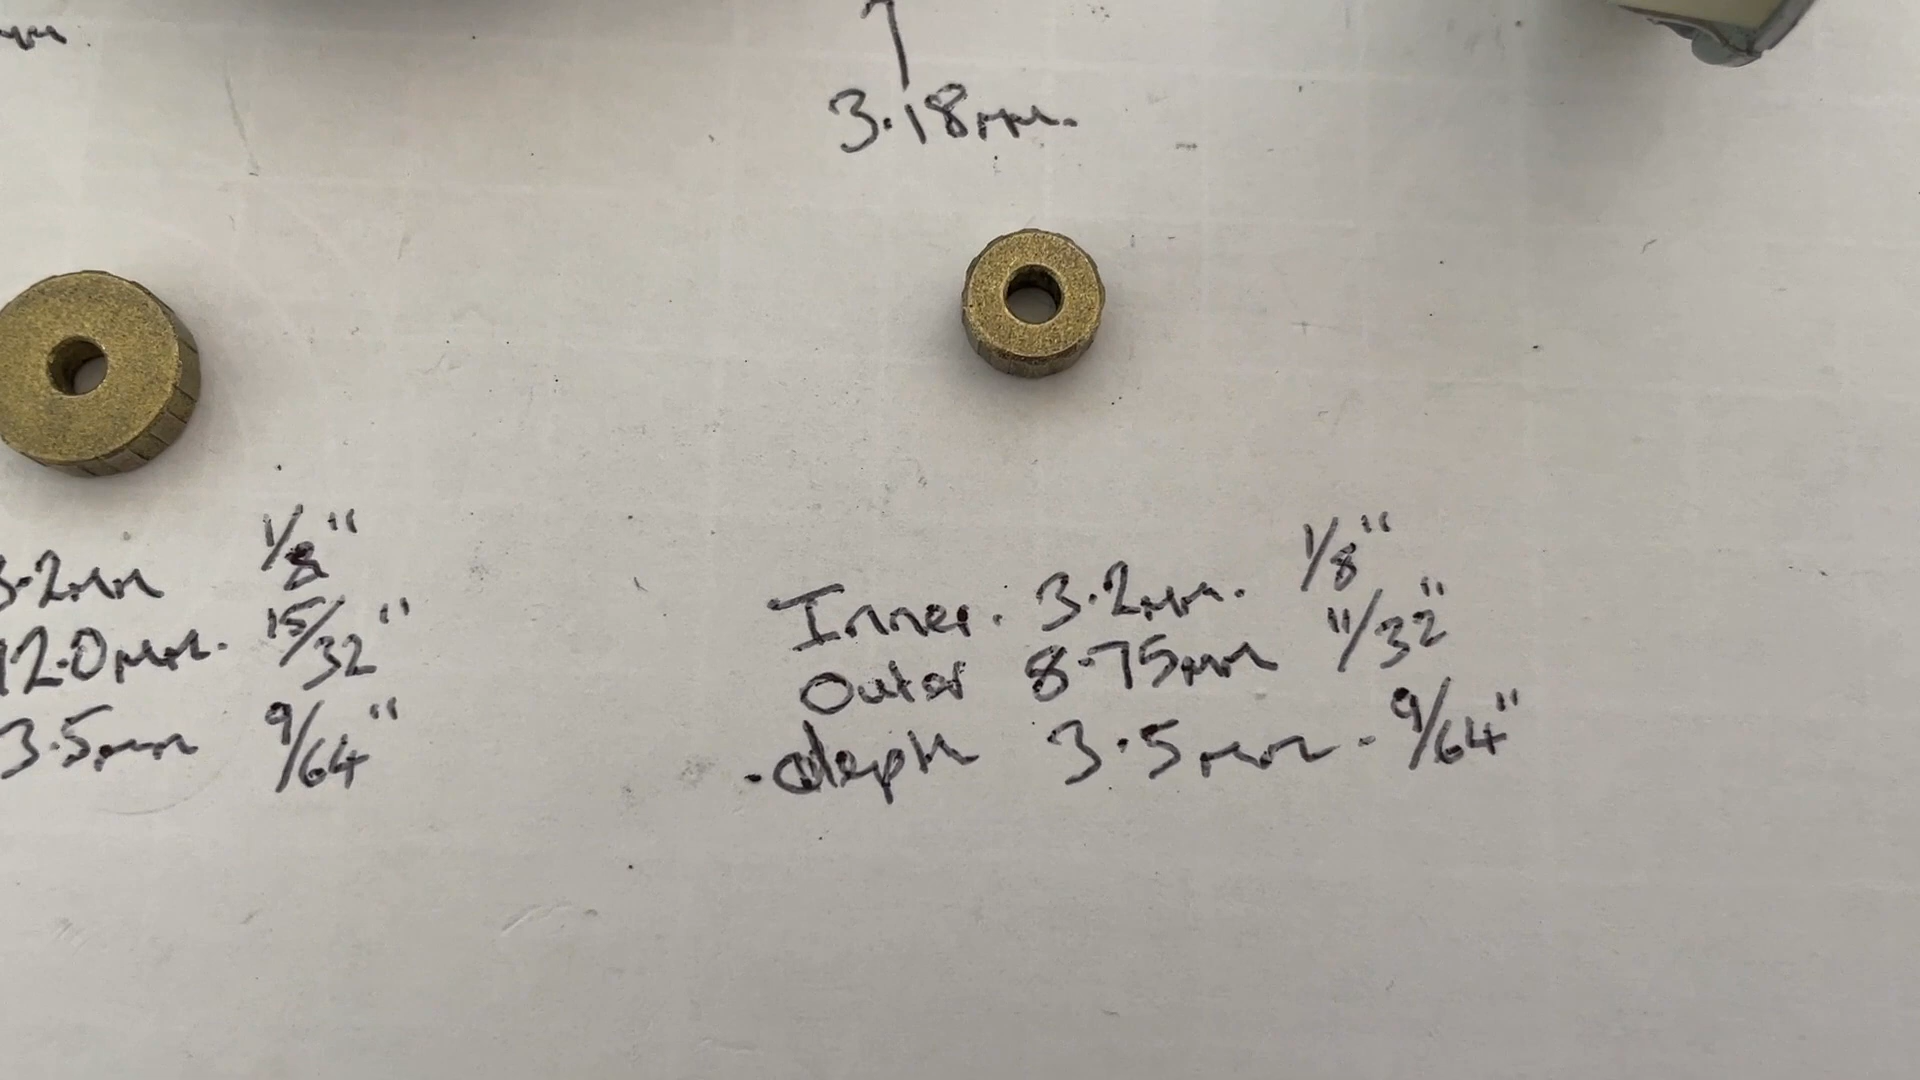 3.18mm.
3.2mm 1/8"
12.0mm. 15/32"
3.5mm 9/64"
Inner. 3.2mm. 1/8"
Outer 8.75mm 11/32"
.depth 3.5mm. 9/64"